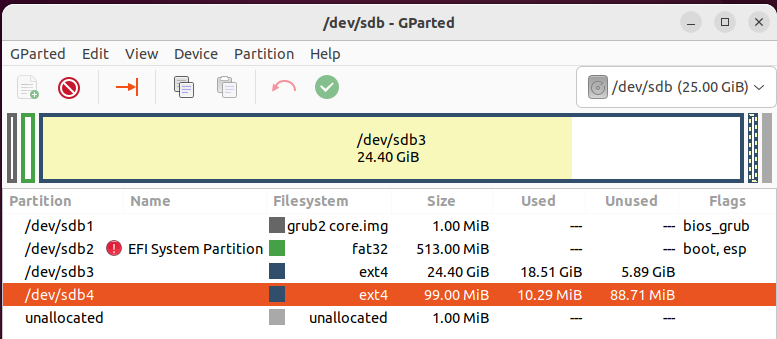 /dev/sdb - GParted
GParted Edit View Device Partition Help
/dev/sdb (25.00 GiB)
/dev/sdb3
24.40 GiB
Partition Name Filesystem Size Used Unused Flags
/dev/sdb1 grub2 core.img 1.00 MiB --- --- bios_grub
/dev/sdb2 EFI System Partition fat32 513.00 MiB --- --- boot, esp
/dev/sdb3 ext4 24.40 GiB 18.51 GiB 5.89 GiB
/dev/sdb4 ext4 99.00 MiB 10.29 MiB 88.71 MiB
unallocated unallocated 1.00 MiB --- ---